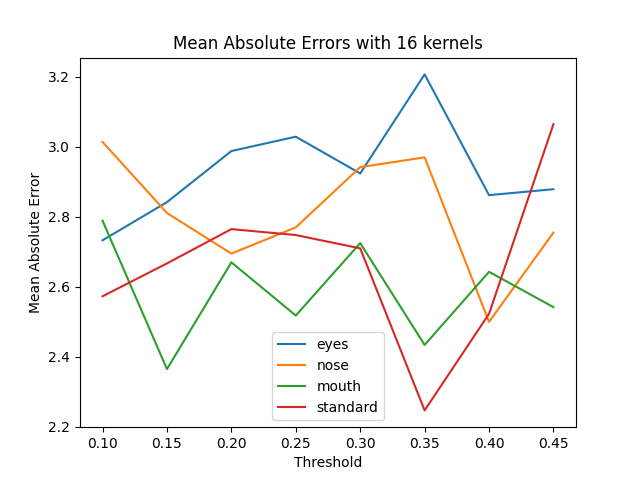 Mean Absolute Errors with 16 kernels
3.2
3.0
2.8
2.6
2.4
2.2
Mean Absolute Error
eyes
nose
mouth
standard
0.10 0.15 0.20 0.25 0.30 0.35 0.40 0.45
Threshold